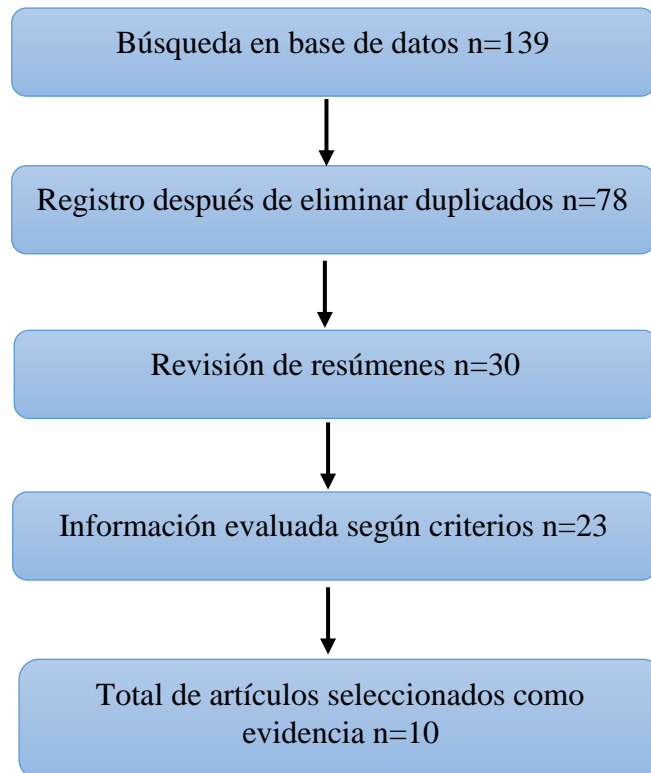 Búsqueda en base de datos n=139
Registro después de eliminar duplicados n=78
Revisión de resúmenes n=30
Información evaluada según criterios n=23
Total de artículos seleccionados como
evidencia n=10